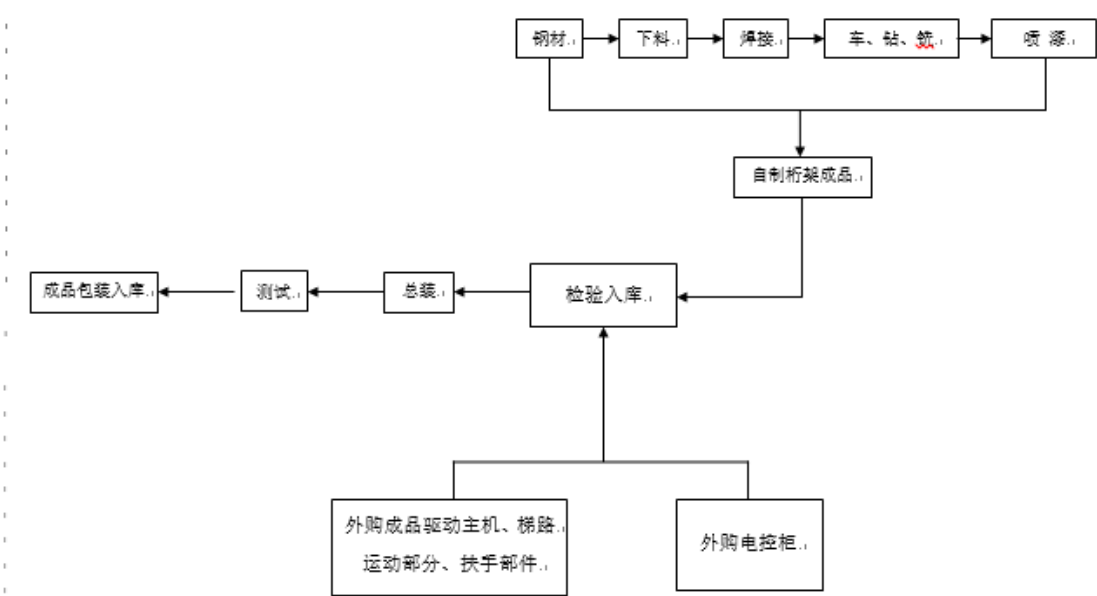 钢材
下料
焊接
车、钻、铣
喷 漆
自制桁架成品
成品包装入库
测试
总装
检验入库
外购成品驱动主机、梯路
运动部分、扶手部件
外购电控柜